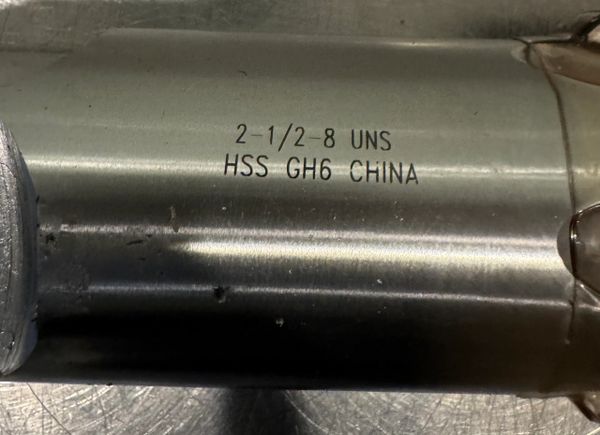 2-1/2-8 UNS
HSS GH6 CHINA